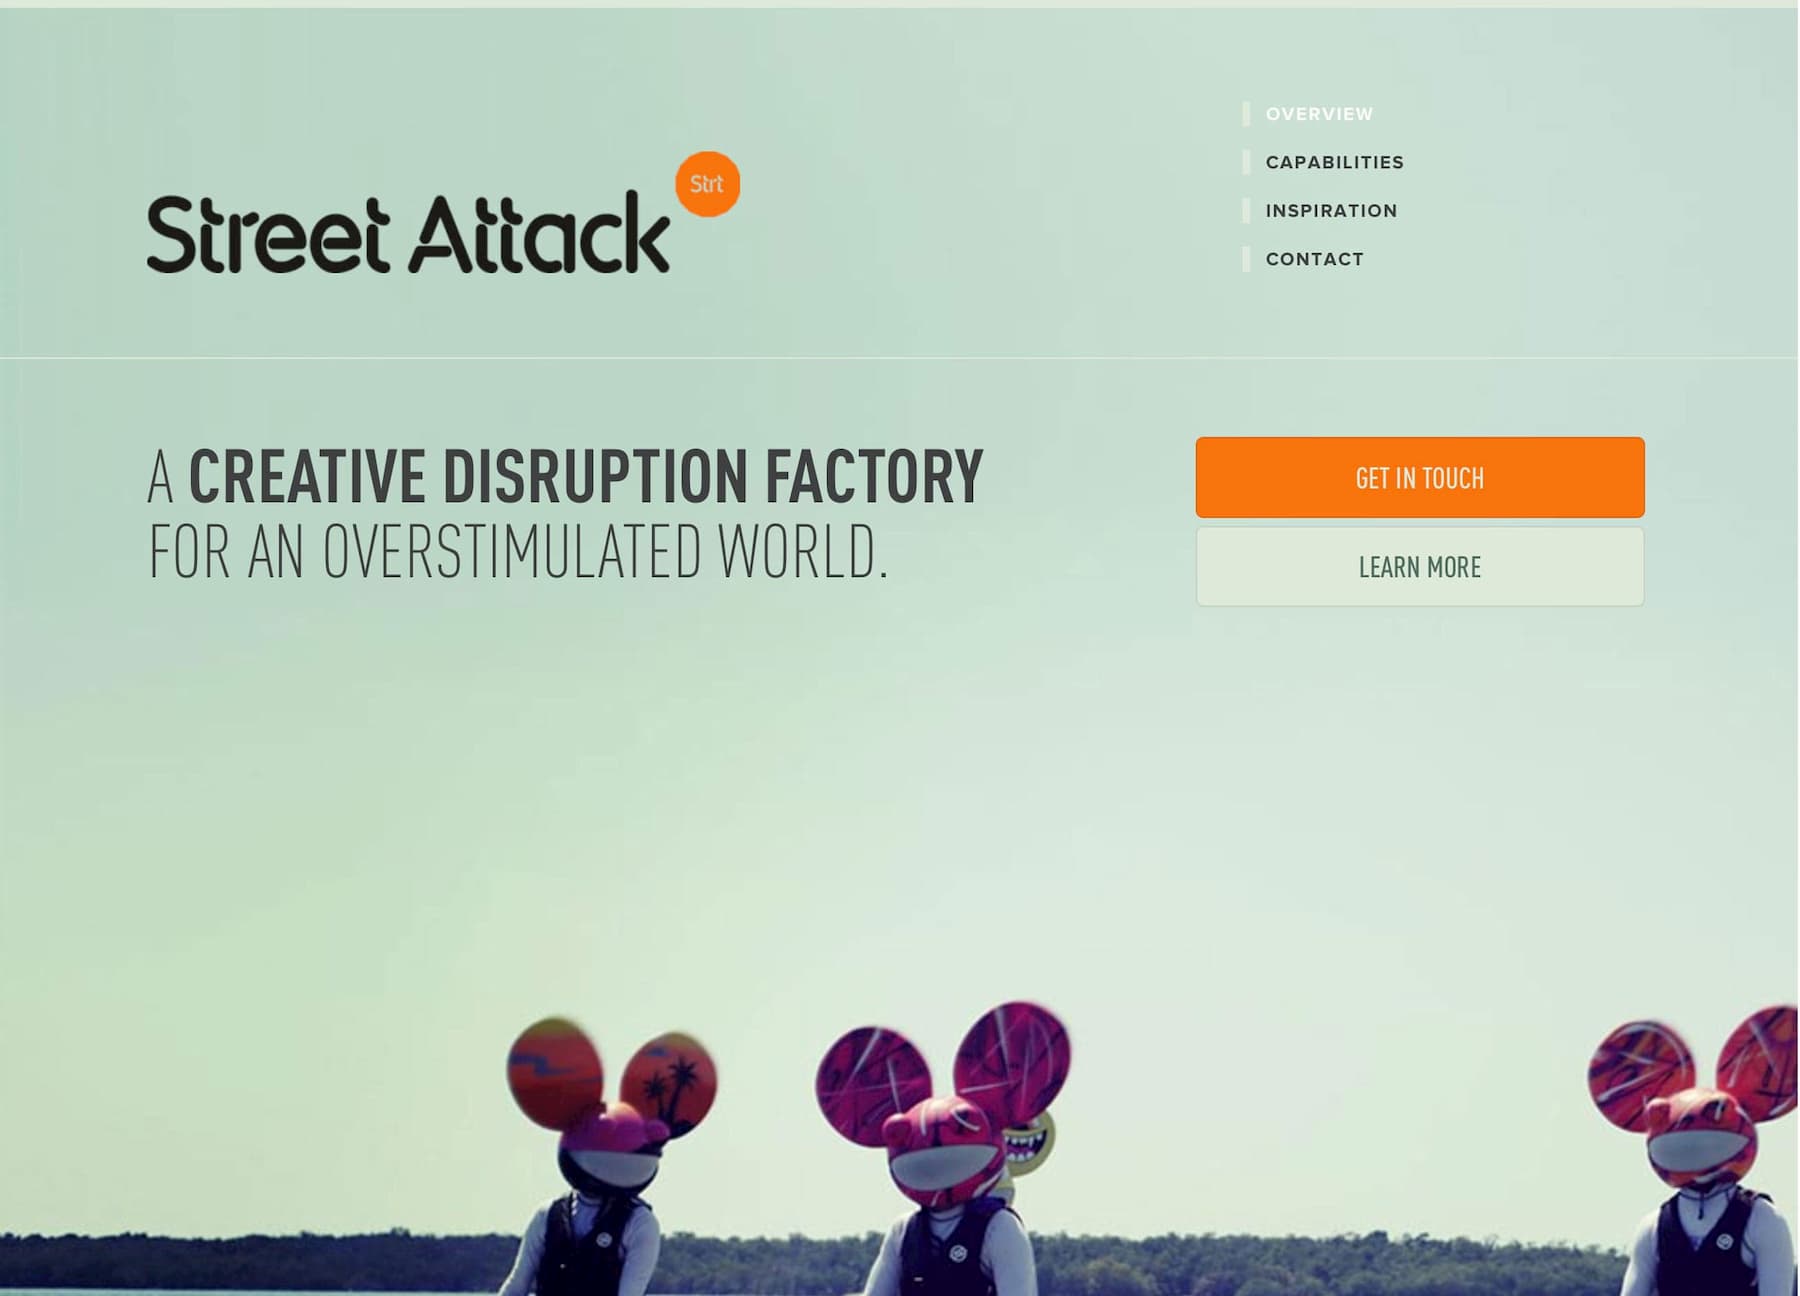 Street Attack
Strt
OVERVIEW
CAPABILITIES
INSPIRATION
CONTACT
A CREATIVE DISRUPTION FACTORY
FOR AN OVERSTIMULATED WORLD.
GET IN TOUCH
LEARN MORE